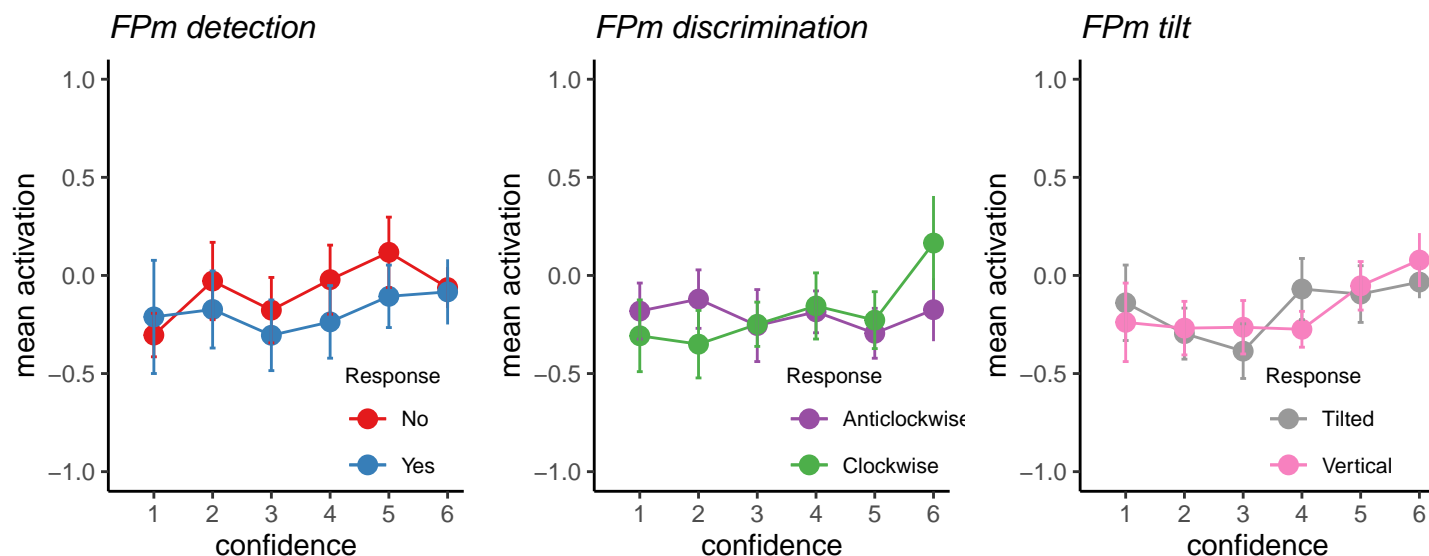 FPm detection
1.0
0.5
0.0
−0.5
−1.0
mean activation
Response
No
Yes
1 2 3 4 5 6
confidence
FPm discrimination
1.0
0.5
0.0
−0.5
−1.0
mean activation
Response
Anticlockwise
Clockwise
1 2 3 4 5 6
confidence
FPm tilt
1.0
0.5
0.0
−0.5
−1.0
mean activation
Response
Tilted
Vertical
1 2 3 4 5 6
confidence